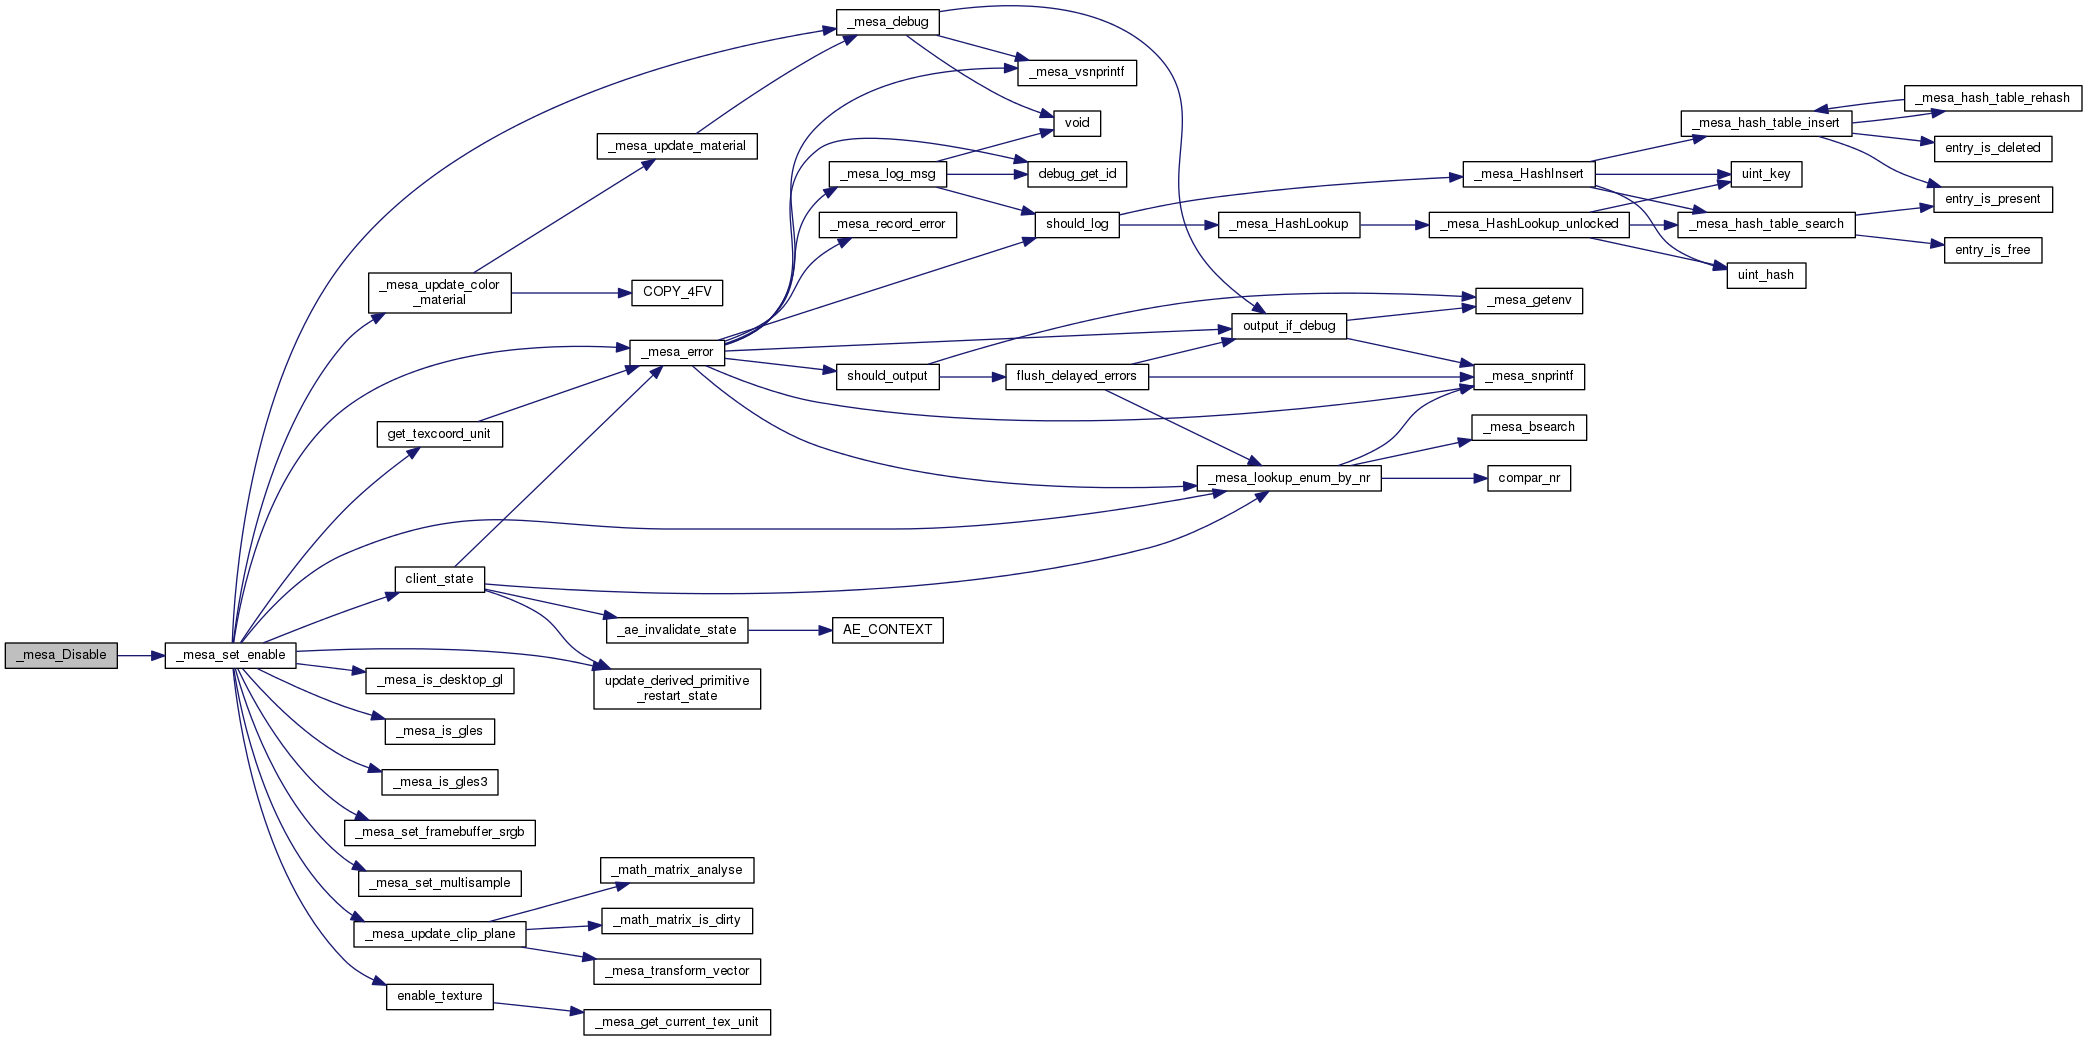 _mesa_debug
_mesa_vsnprintf
_mesa_hash_table_rehash
void
_mesa_hash_table_insert
_mesa_update_material
entry_is_deleted
_mesa_log_msg
debug_get_id
_mesa_HashInsert
uint_key
entry_is_present
_mesa_record_error
should_log
_mesa_HashLookup
_mesa_HashLookup_unlocked
_mesa_hash_table_search
entry_is_free
uint_hash
_mesa_update_color
_material
COPY_4FV
_mesa_getenv
output_if_debug
_mesa_error
should_output
flush_delayed_errors
_mesa_snprintf
get_texcoord_unit
_mesa_bsearch
_mesa_lookup_enum_by_nr
compar_nr
client_state
_ae_invalidate_state
AE_CONTEXT
_mesa_Disable
_mesa_set_enable
_mesa_is_desktop_gl
update_derived_primitive
_restart_state
_mesa_is_gles
_mesa_is_gles3
_mesa_set_framebuffer_srgb
_math_matrix_analyse
_mesa_set_multisample
_math_matrix_is_dirty
_mesa_update_clip_plane
_mesa_transform_vector
enable_texture
_mesa_get_current_tex_unit